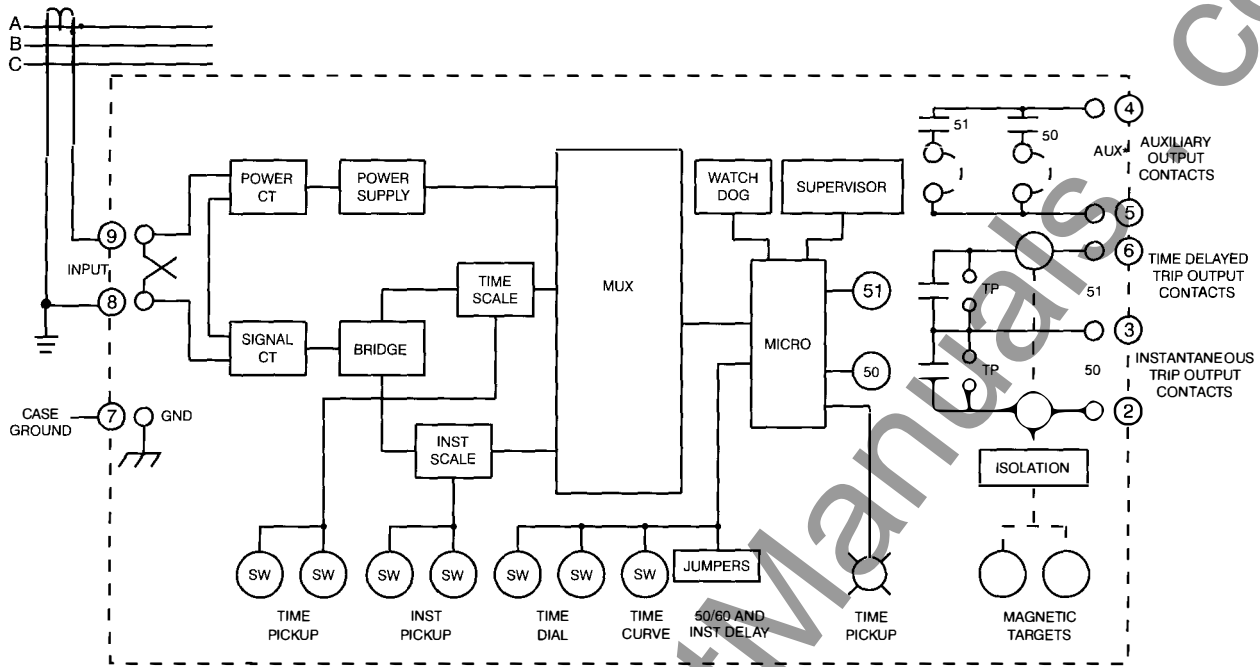 A
B
C
4
51
50
AUX*
AUXILIARY
OUTPUT
CONTACTS
5
POWER
CT
POWER
SUPPLY
MUX
WATCH
DOG
SUPERVISOR
9
INPUT
8
6
TIME DELAYED
TRIP OUTPUT
CONTACTS
TP
51
TIME
SCALE
51
3
SIGNAL
CT
BRIDGE
MICRO
50
TP
50
INSTANTANEOUS
TRIP OUTPUT
CONTACTS
2
CASE
GROUND
7
GND
INST
SCALE
ISOLATION
SW
SW
SW
SW
SW
SW
SW
JUMPERS
TIME
PICKUP
INST
PICKUP
TIME
DIAL
TIME
CURVE
50/60 AND
INST DELAY
TIME
PICKUP
MAGNETIC
TARGETS
tManuals . co